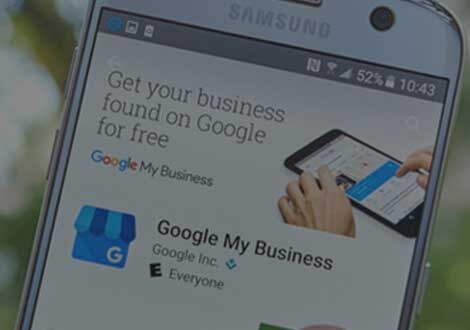 SAMSUNG
52% 10:43
Get your business
found on Google
for free
Google My Business
Google My Business
Google Inc.
E Everyone